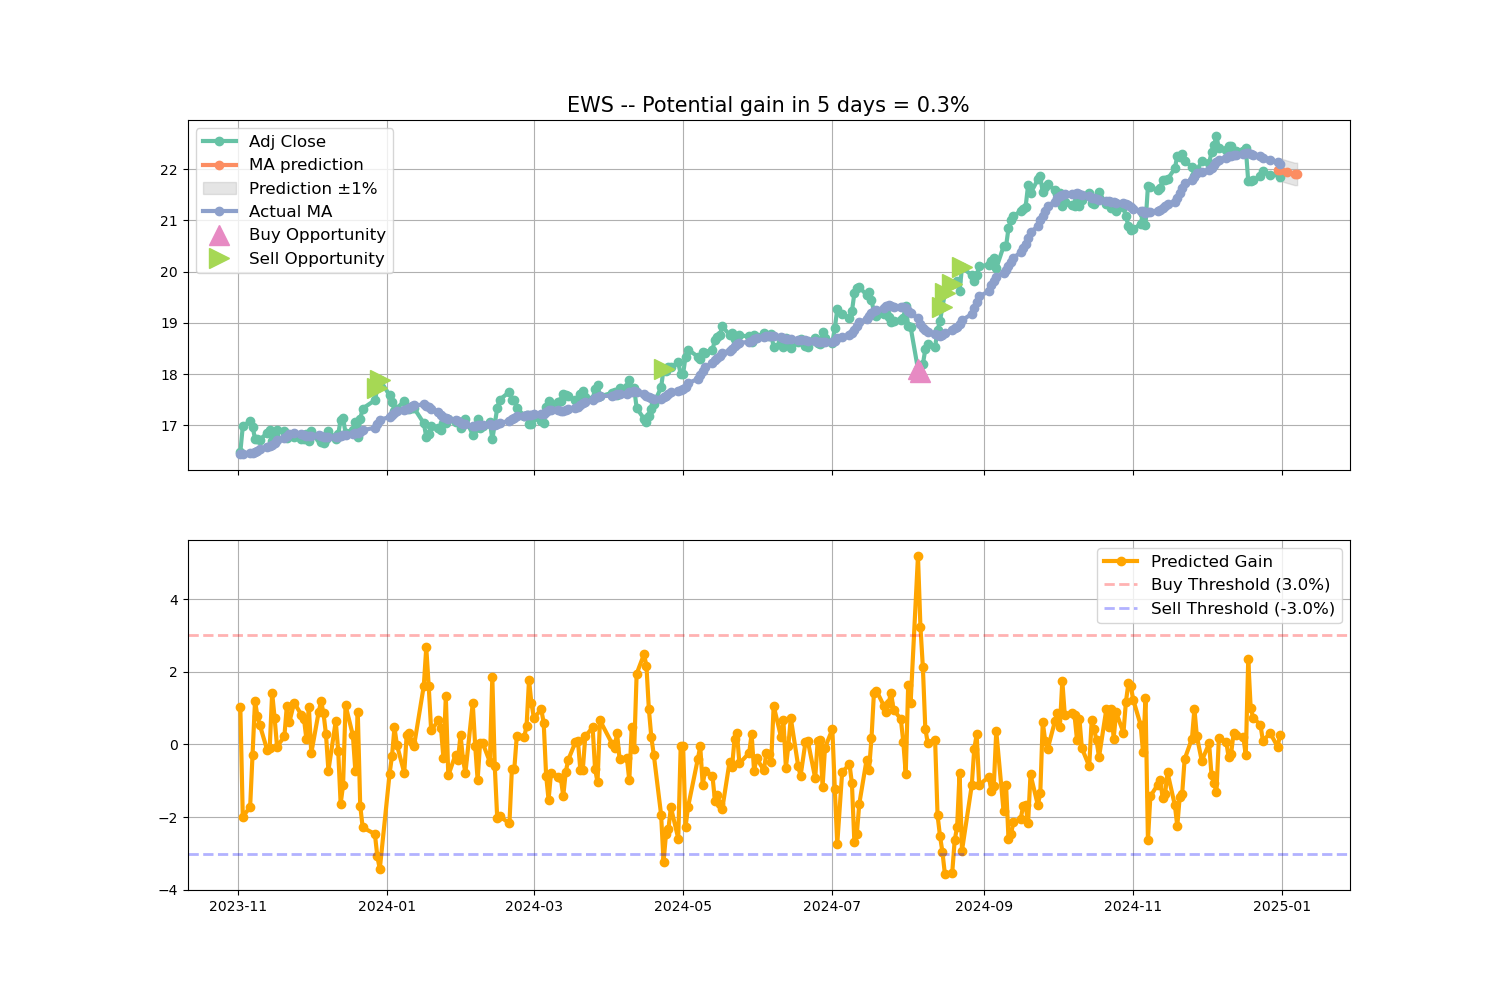 EWS -- Potential gain in 5 days = 0.3%
Adj Close
MA prediction
Prediction ±1%
Actual MA
Buy Opportunity
Sell Opportunity
22
21
20
19
18
17
Predicted Gain
Buy Threshold (3.0%)
Sell Threshold (-3.0%)
4
2
0
−2
−4
2023-11 2024-01 2024-03 2024-05 2024-07 2024-09 2024-11 2025-01